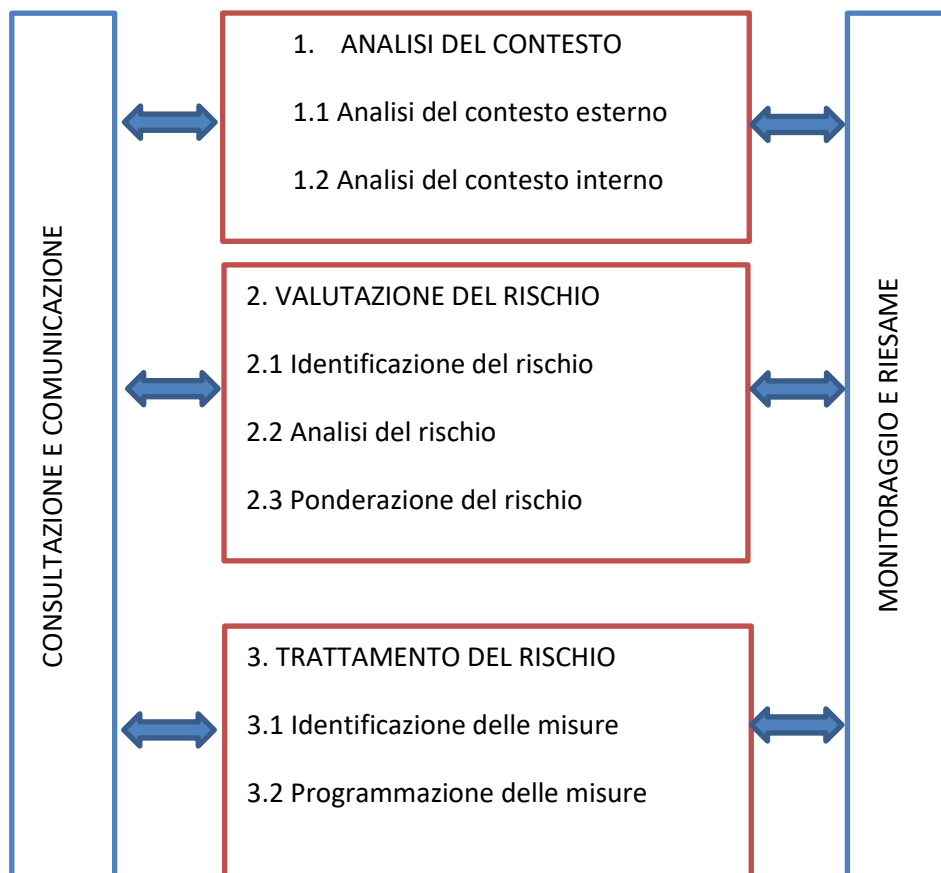 CONSULTAZIONE E COMUNICAZIONE
1. ANALISI DEL CONTESTO
1.1 Analisi del contesto esterno
1.2 Analisi del contesto interno
2. VALUTAZIONE DEL RISCHIO
2.1 Identificazione del rischio
2.2 Analisi del rischio
2.3 Ponderazione del rischio
3. TRATTAMENTO DEL RISCHIO
3.1 Identificazione delle misure
3.2 Programmazione delle misure
MONITORAGGIO E RIESAME